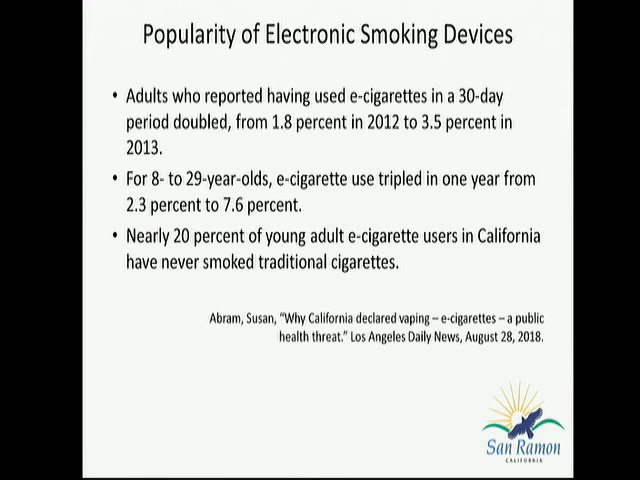 Popularity of Electronic Smoking Devices
• Adults who reported having used e-cigarettes in a 30-day
period doubled, from 1.8 percent in 2012 to 3.5 percent in
2013.
• For 8- to 29-year-olds, e-cigarette use tripled in one year from
2.3 percent to 7.6 percent.
• Nearly 20 percent of young adult e-cigarette users in California
have never smoked traditional cigarettes.
Abram, Susan, “Why California declared vaping – e-cigarettes – a public
health threat.” Los Angeles Daily News, August 28, 2018.
San Ramon
CALIFORNIA